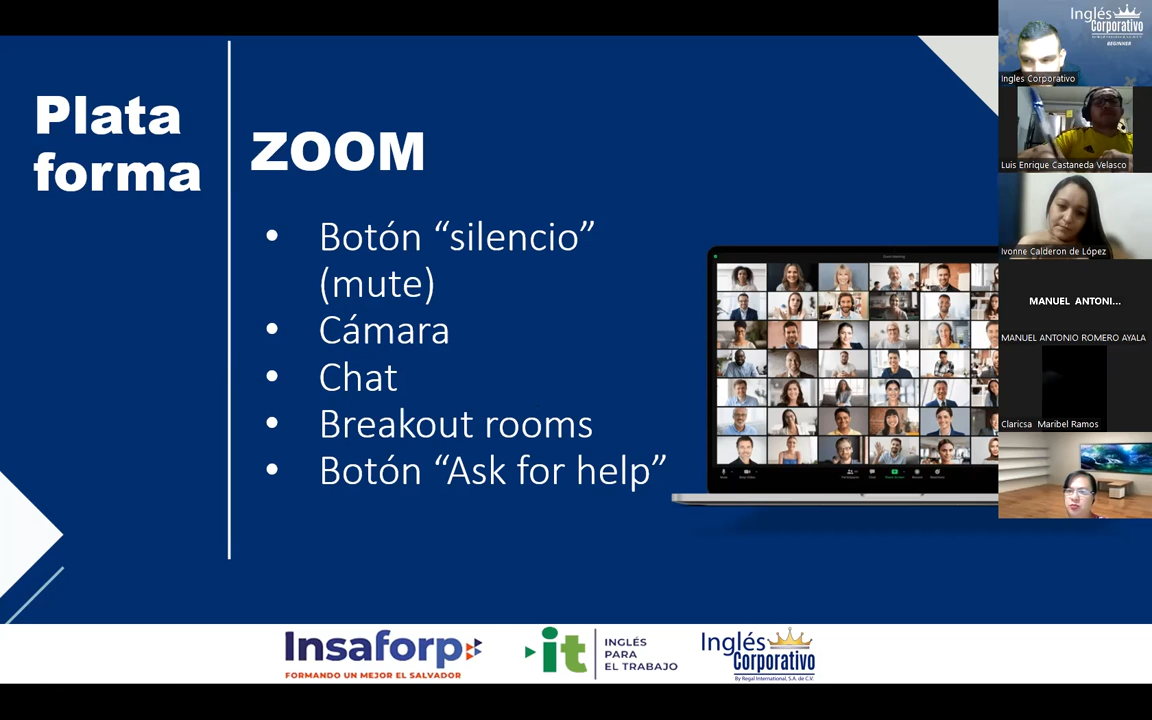 Plata
forma
ZOOM
• Botón “silencio”
(mute)
• Cámara
• Chat
• Breakout rooms
• Botón “Ask for help”
Insaforp
FORMANDO UN MEJOR EL SALVADOR
it
INGLÉS
PARA
EL TRABAJO
Inglés
Corporativo
By Regal International, S.A. de C.V.
Inglés
Corporativo
BEGINNER
Ingles Corporativo
Luis Enrique Castaneda Velasco
Ivonne Calderon de López
MANUEL ANTONI...
MANUEL ANTONIO ROMERO AYALA
Claricsa Maribel Ramos